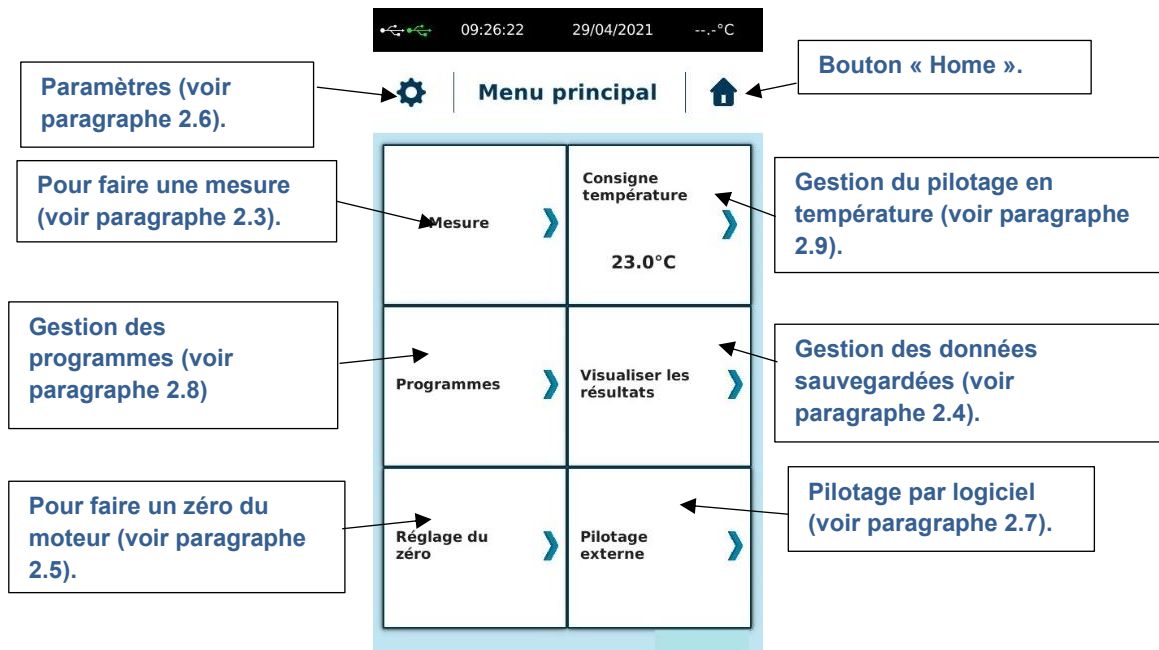 09:26:22 29/04/2021 --.-°C
Paramètres (voir
paragraphe 2.6).
Menu principal
Bouton « Home ».
Pour faire une mesure
(voir paragraphe 2.3).
Mesure
Consigne
température
23.0°C
Gestion du pilotage en
température (voir paragraphe
2.9).
Gestion des
programmes (voir
paragraphe 2.8)
Programmes
Visualiser les
résultats
Gestion des données
sauvegardées (voir
paragraphe 2.4).
Pour faire un zéro du
moteur (voir paragraphe
2.5).
Réglage du
zéro
Pilotage
externe
Pilotage par logiciel
(voir paragraphe 2.7).